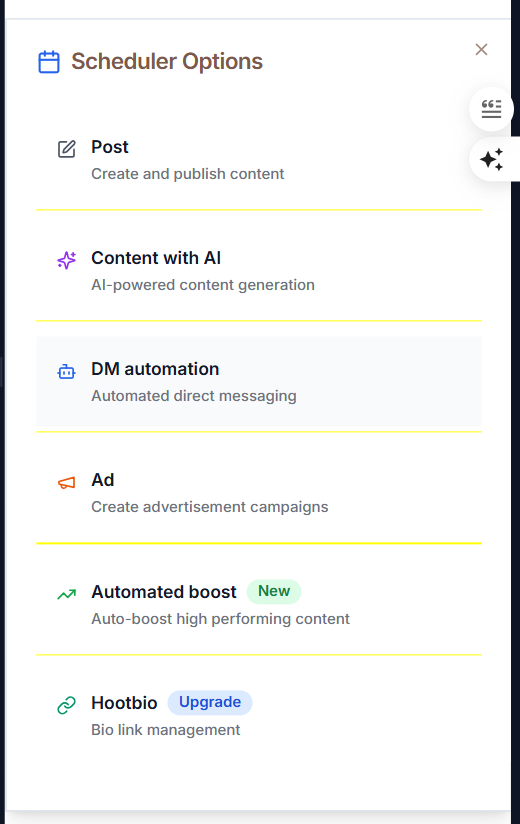 Scheduler Options
Post
Create and publish content
Content with AI
AI-powered content generation
DM automation
Automated direct messaging
Ad
Create advertisement campaigns
Automated boost New
Auto-boost high performing content
Hootbio Upgrade
Bio link management